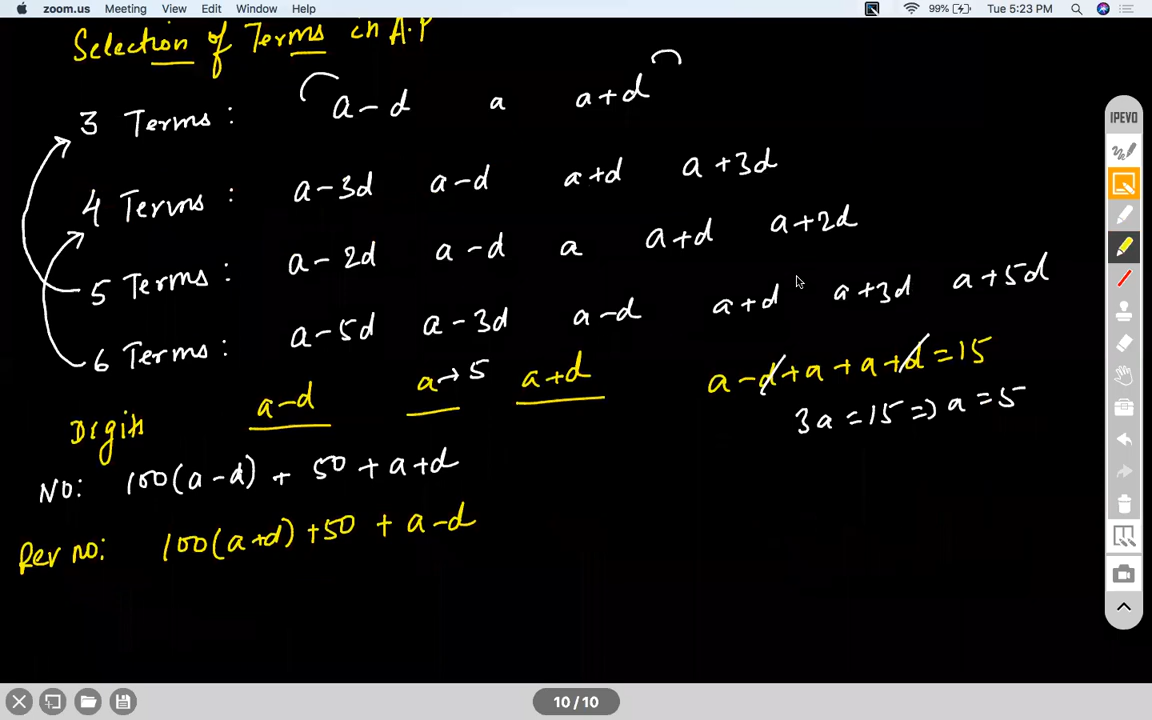 zoom.us Meeting View Edit Window Help 99% Tue 5:23 PM
Selection of Terms in A.P
IPEVO
3 Terms: a-d a a+d
4 Terms: a-3d a-d a+d a+3d
5 Terms: a-2d a-d a a+d a+2d
6 Terms: a-5d a-3d a-d a+d a+3d a+5d
Digits a-d a→5 a+d
a-d+a+a+d=15
3a=15=>a=5
No: 100(a-d) + 50 + a+d
Rev no: 100(a+d) +50 + a-d
10/10